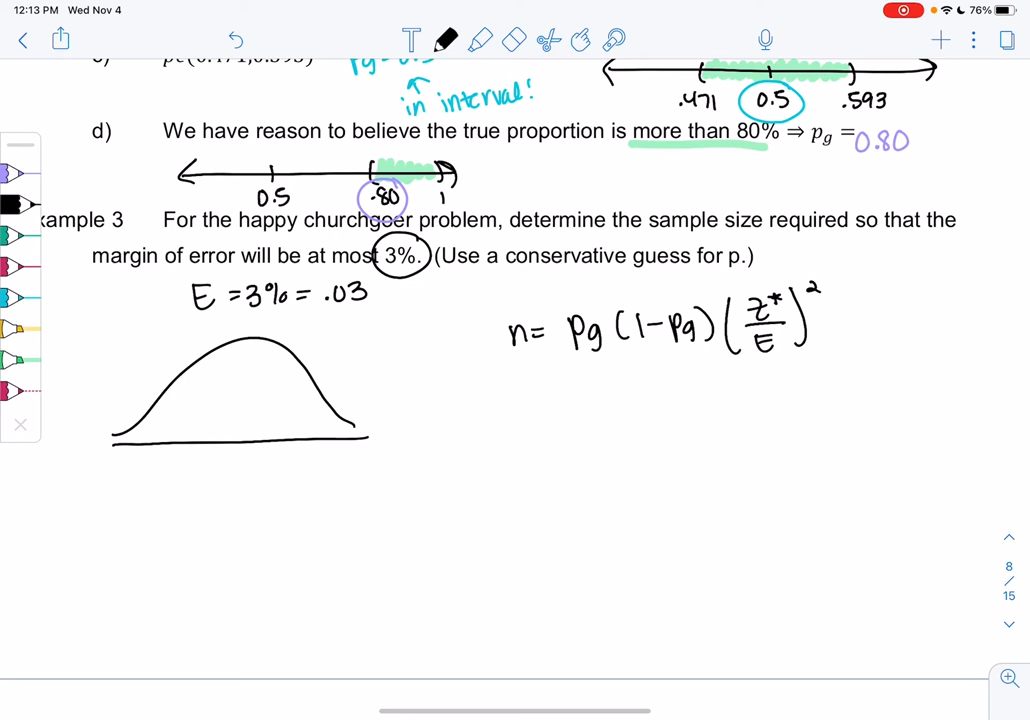 12:13 PM Wed Nov 4
76%
in interval!
.471 0.5 .593
d) We have reason to believe the true proportion is more than 80% ⇒ pg = 0.80
0.5 .80 1
xample 3 For the happy churchgoer problem, determine the sample size required so that the
margin of error will be at most 3%. (Use a conservative guess for p.)
E = 3% = .03
n = pg (1-pg) (z*/E)²
8
/
15